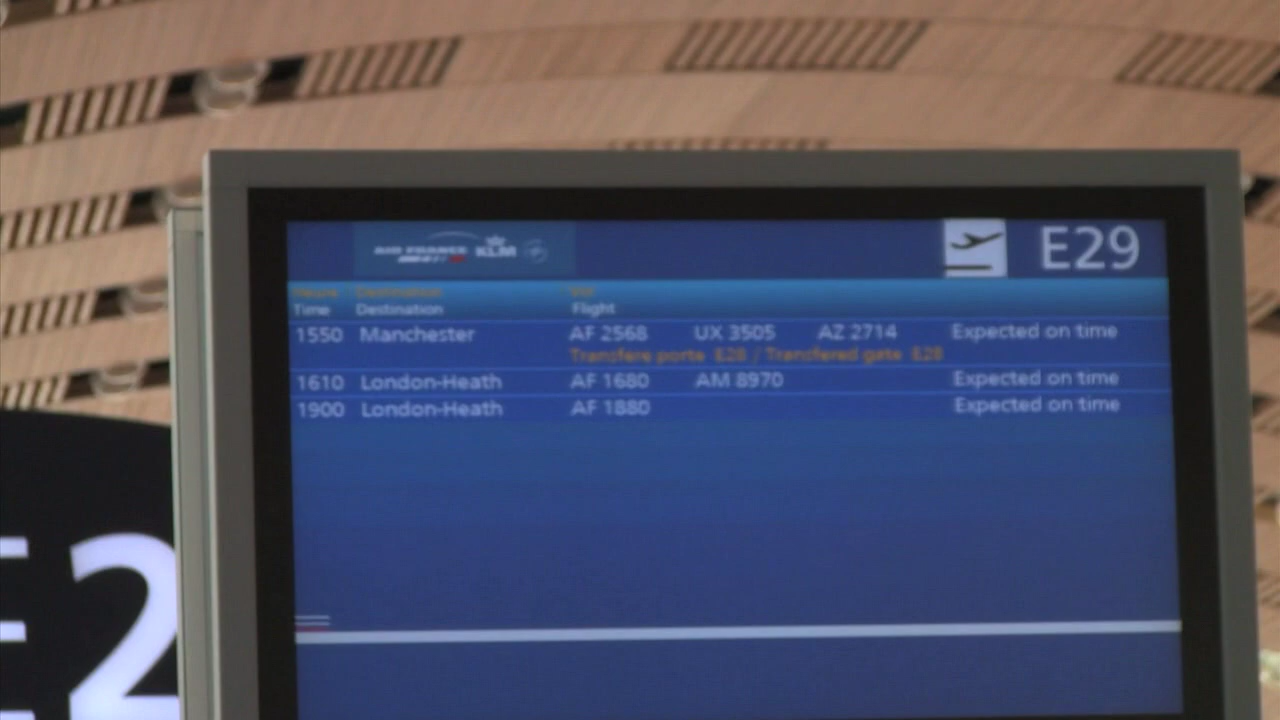 AIR FRANCE KLM
E29
Heure Destination Vol
Time Destination Flight
1550 Manchester AF 2568 UX 3505 AZ 2714 Expected on time
Transfere porte E28 / Transfered gate E28
1610 London-Heath AF 1680 AM 8970 Expected on time
1900 London-Heath AF 1880 Expected on time
E2